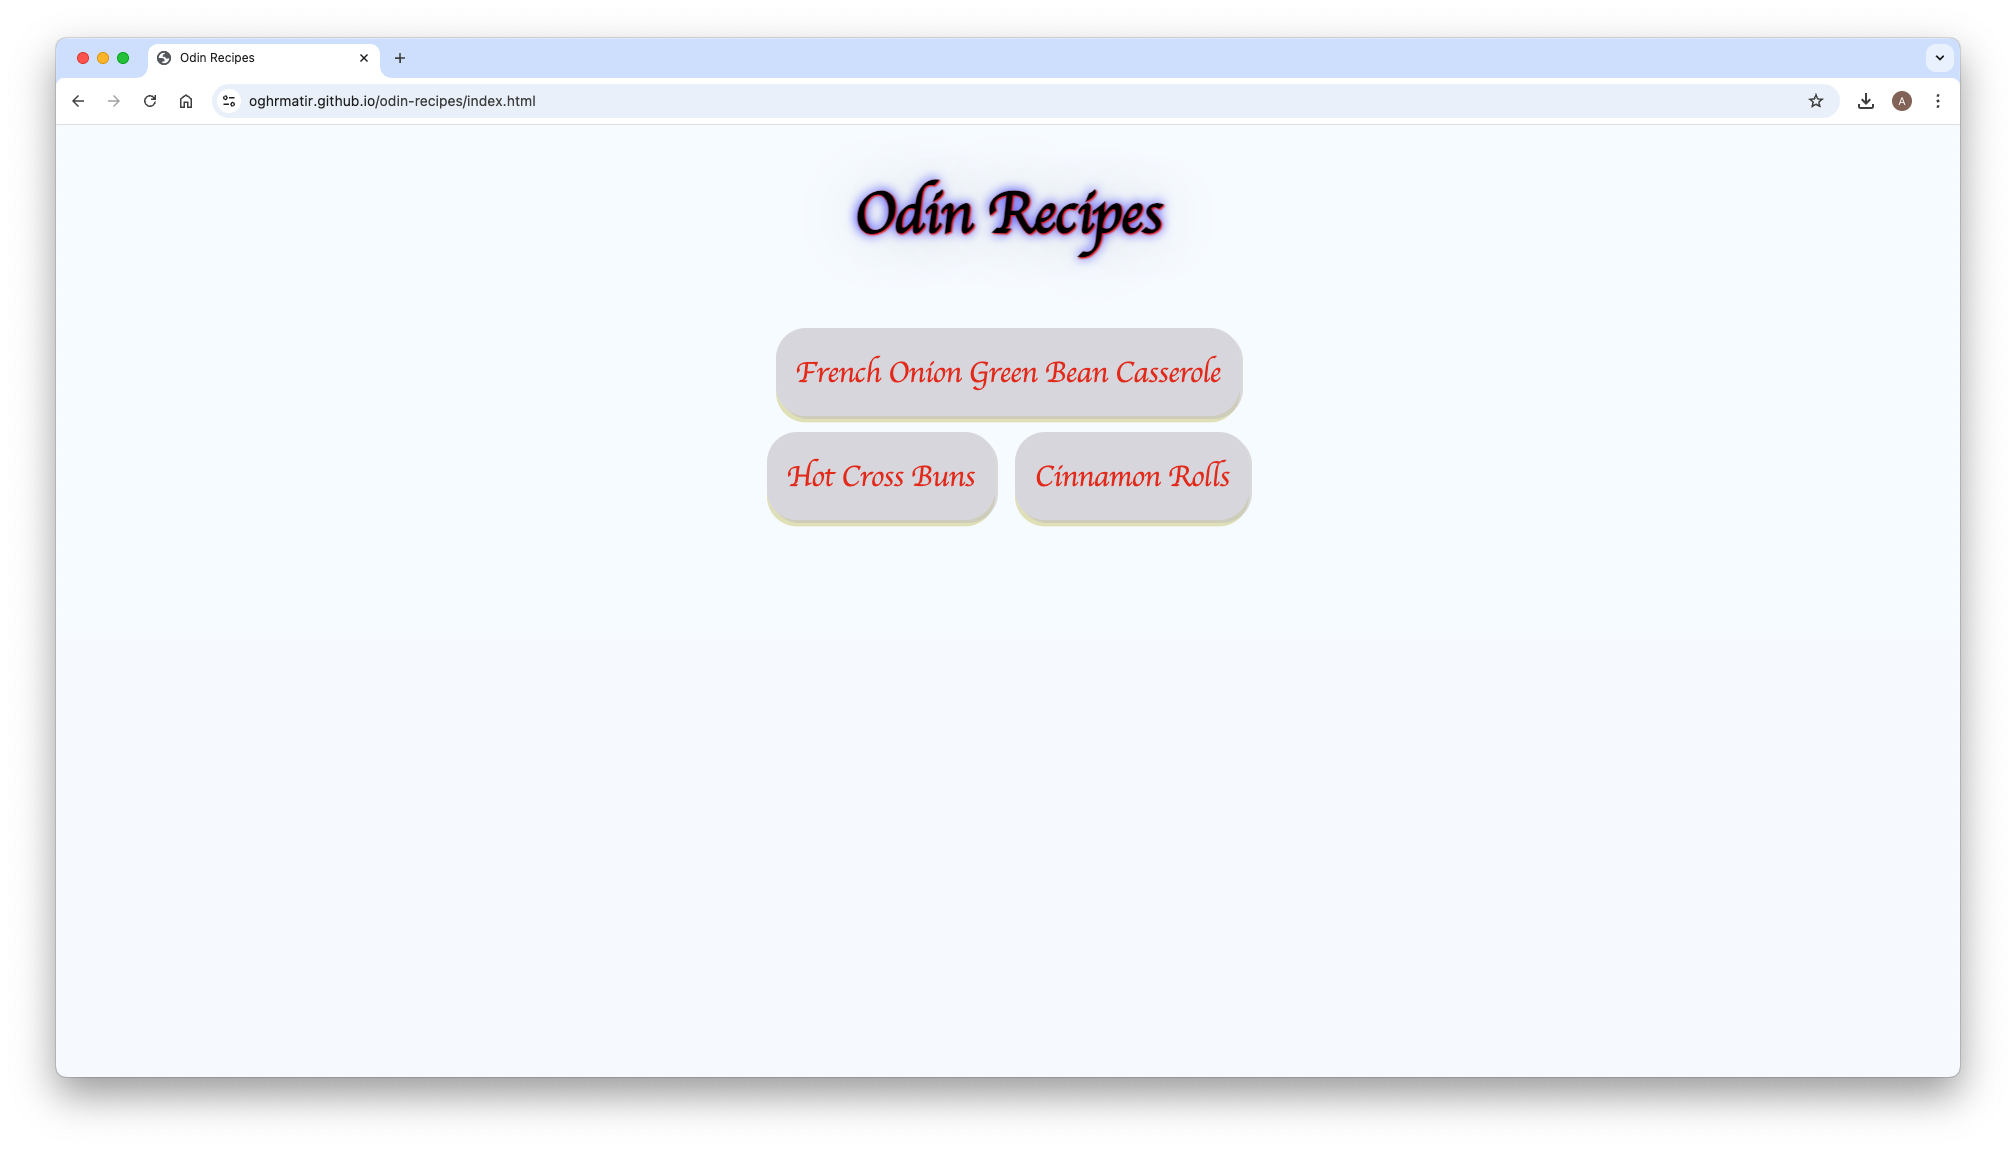 Odin Recipes
oghrmatir.github.io/odin-recipes/index.html
A
Odin Recipes
French Onion Green Bean Casserole
Hot Cross Buns
Cinnamon Rolls